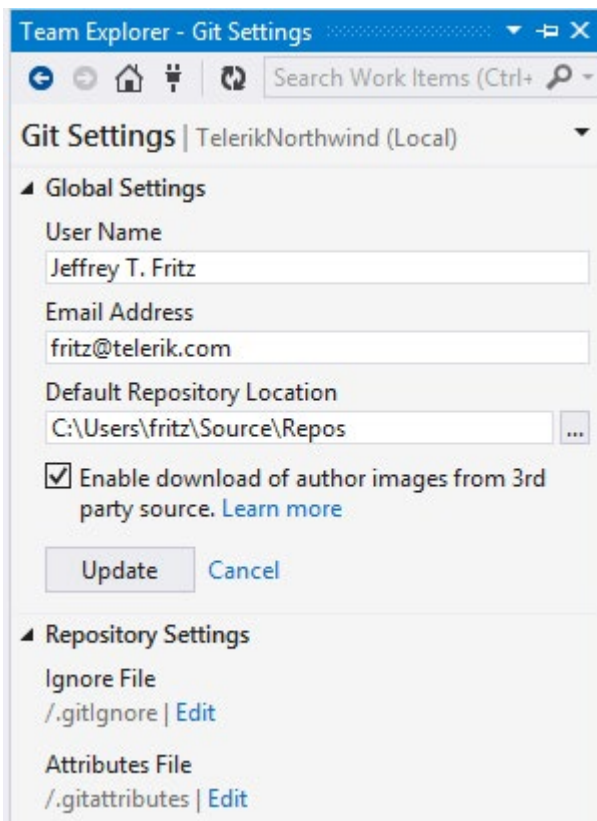 Team Explorer - Git Settings
Search Work Items (Ctrl+
Git Settings | TelerikNorthwind (Local)
Global Settings
User Name
Jeffrey T. Fritz
Email Address
fritz@telerik.com
Default Repository Location
C:\Users\fritz\Source\Repos
...
Enable download of author images from 3rd
party source. Learn more
Update Cancel
Repository Settings
Ignore File
/.gitIgnore | Edit
Attributes File
/.gitattributes | Edit